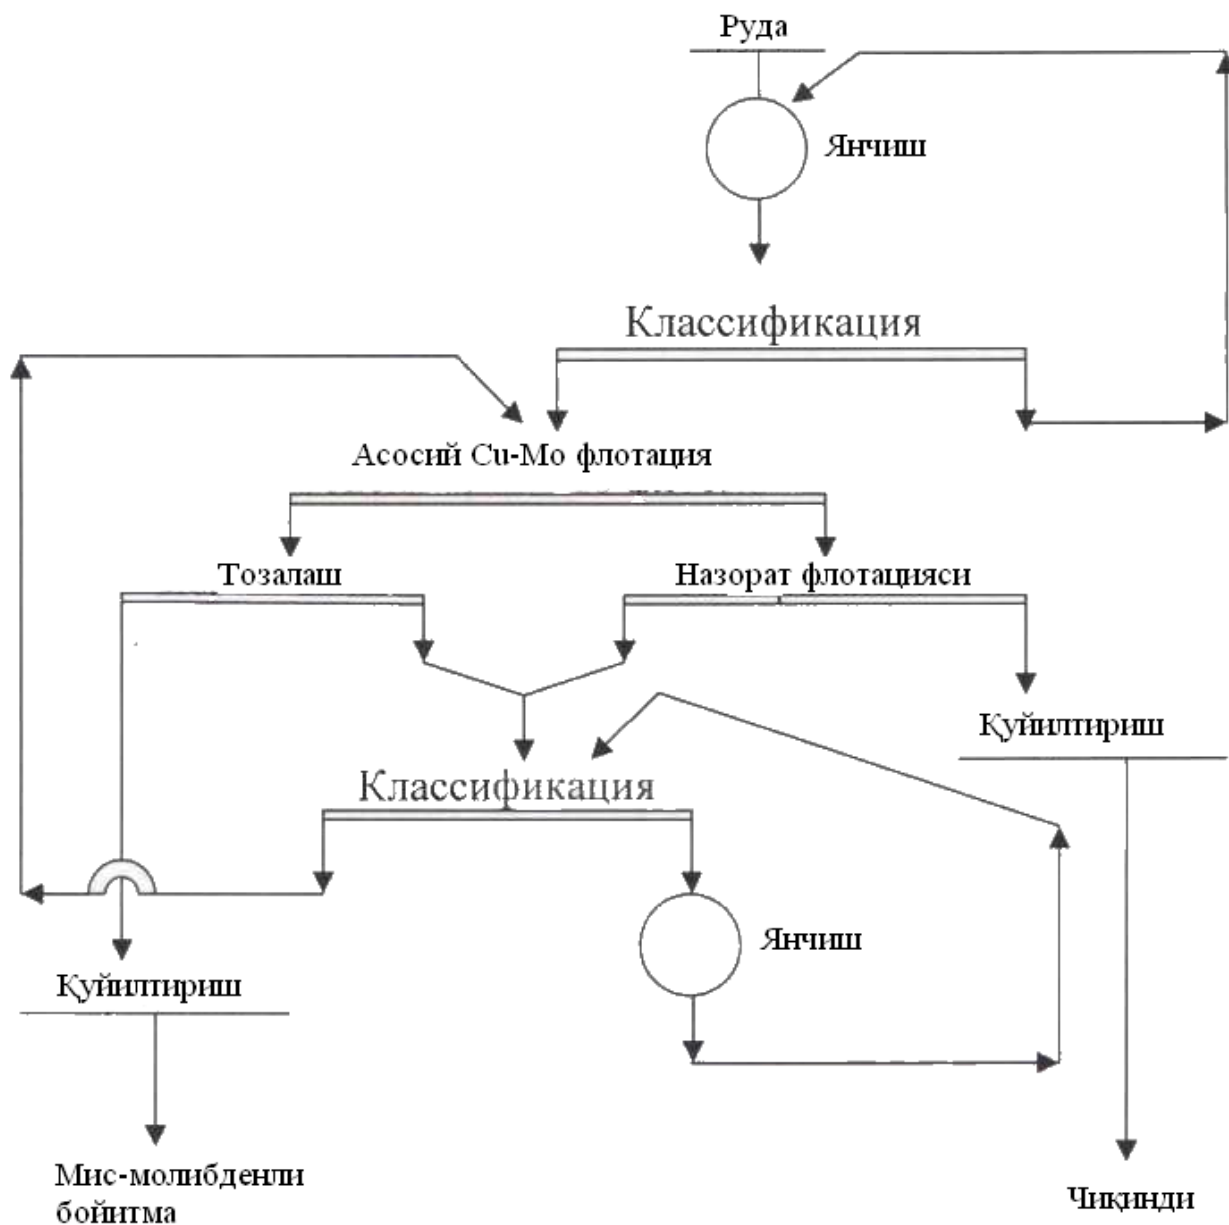 Руда
Янчиш
Классификация
Асосий Cu-Mo флотация
Тозалаш
Назорат флотацияси
Қуйилтириш
Классификация
Янчиш
Қуйилтириш
Мис-молибденли
бойитма
Чиқинди